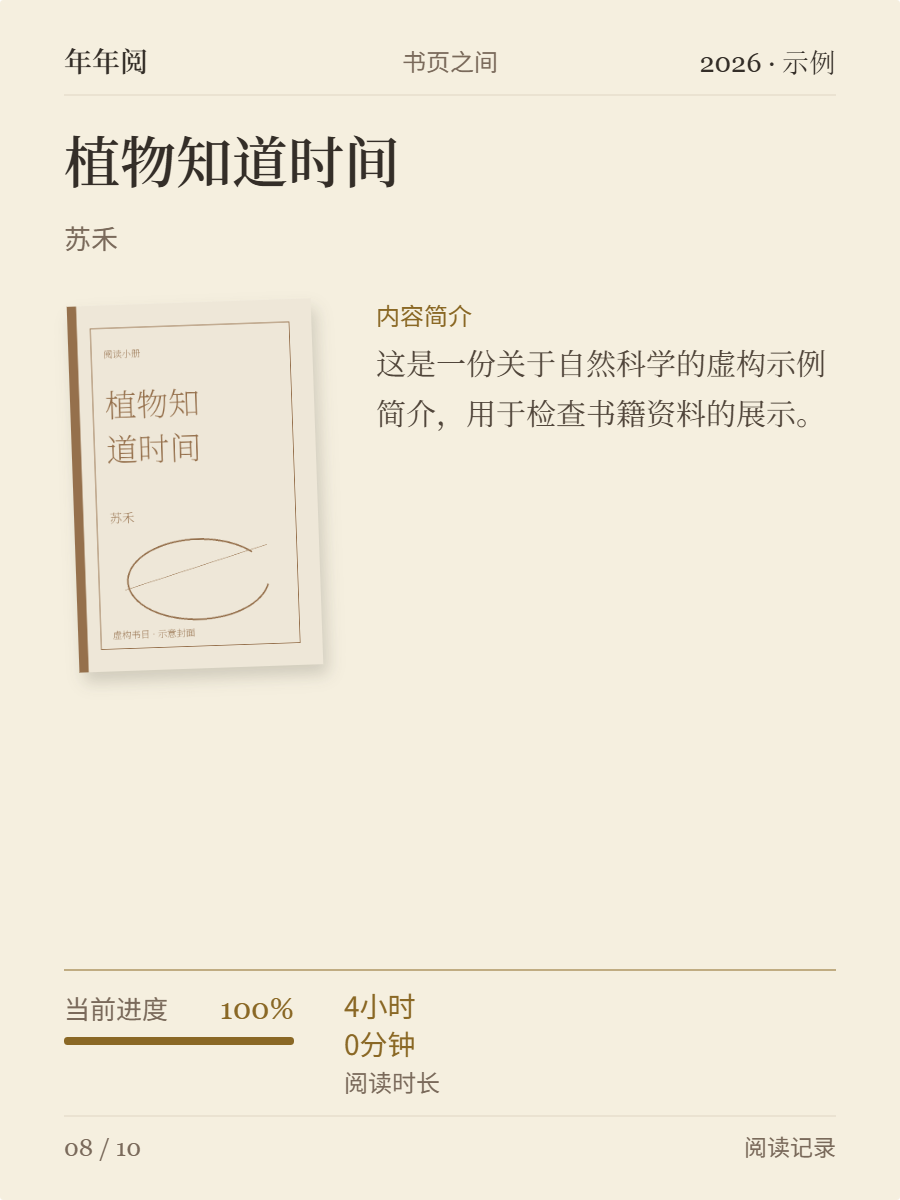 年年阅
书页之间
2026 · 示例
植物知道时间
苏禾
阅读小册
植物知
道时间
苏禾
虚构书目 · 示意封面
内容简介
这是一份关于自然科学的虚构示例
简介，用于检查书籍资料的展示。
当前进度
100%
4小时
0分钟
阅读时长
08 / 10
阅读记录